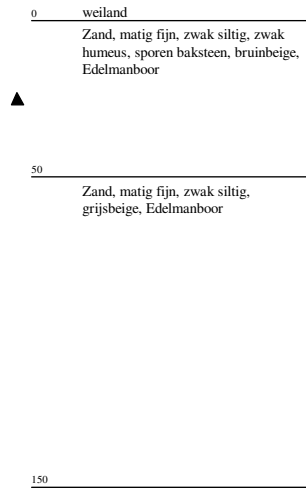 0 weiland
Zand, matig fijn, zwak siltig, zwak
humeus, sporen baksteen, bruinbeige,
Edelmanboor
50
Zand, matig fijn, zwak siltig,
grijsbeige, Edelmanboor
150